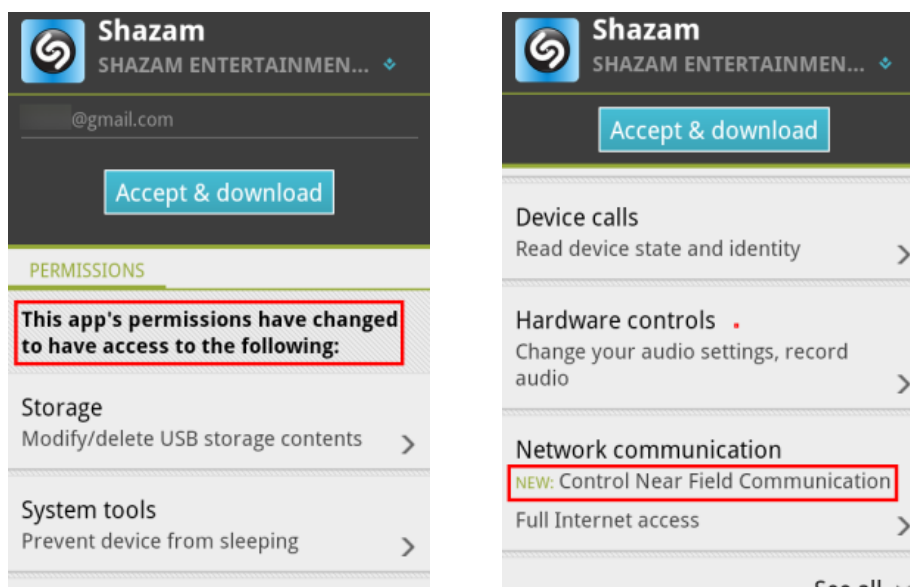 Shazam
SHAZAM ENTERTAINMEN...
@gmail.com
Accept & download
PERMISSIONS
This app's permissions have changed
to have access to the following:
Storage
Modify/delete USB storage contents
System tools
Prevent device from sleeping
Shazam
SHAZAM ENTERTAINMEN...
Accept & download
Device calls
Read device state and identity
Hardware controls
Change your audio settings, record
audio
Network communication
NEW: Control Near Field Communication
Full Internet access
See all